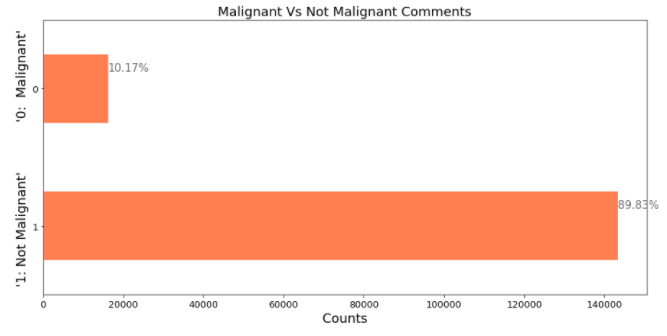 Malignant Vs Not Malignant Comments
'0:  Malignant'
0
10.17%
'1: Not Malignant'
1
89.83%
0 20000 40000 60000 80000 100000 120000 140000
Counts